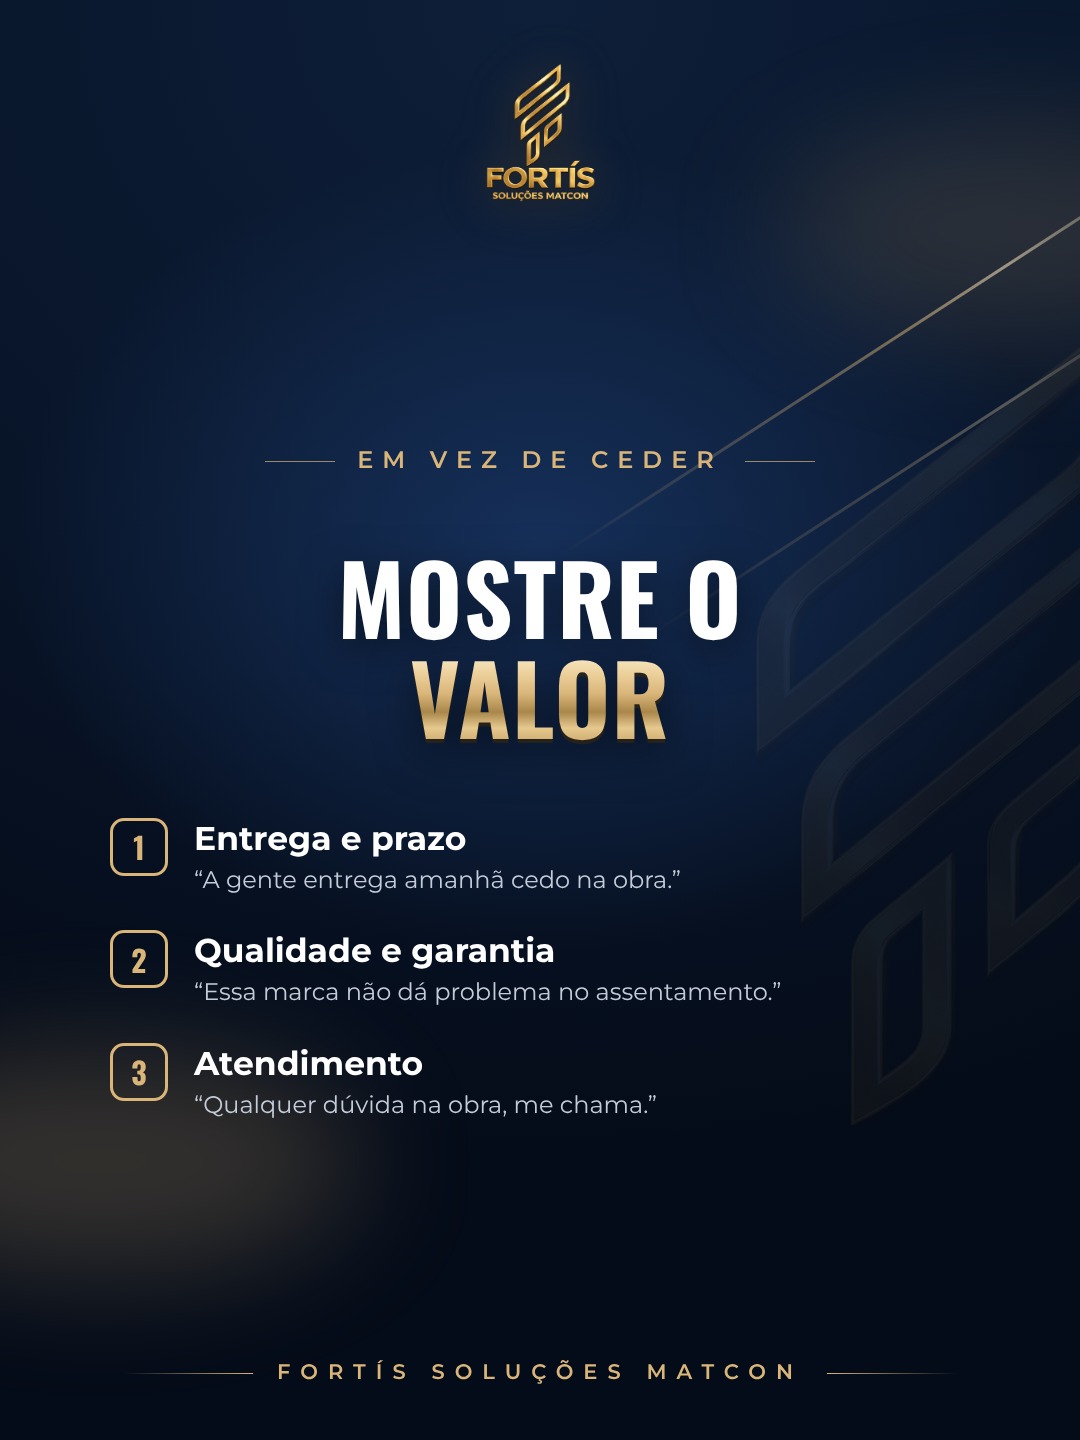 FORTÍS
SOLUÇÕES MATCON
EM VEZ DE CEDER
MOSTRE O
VALOR
1
Entrega e prazo
“A gente entrega amanhã cedo na obra.”
2
Qualidade e garantia
“Essa marca não dá problema no assentamento.”
3
Atendimento
“Qualquer dúvida na obra, me chama.”
FORTÍS SOLUÇÕES MATCON